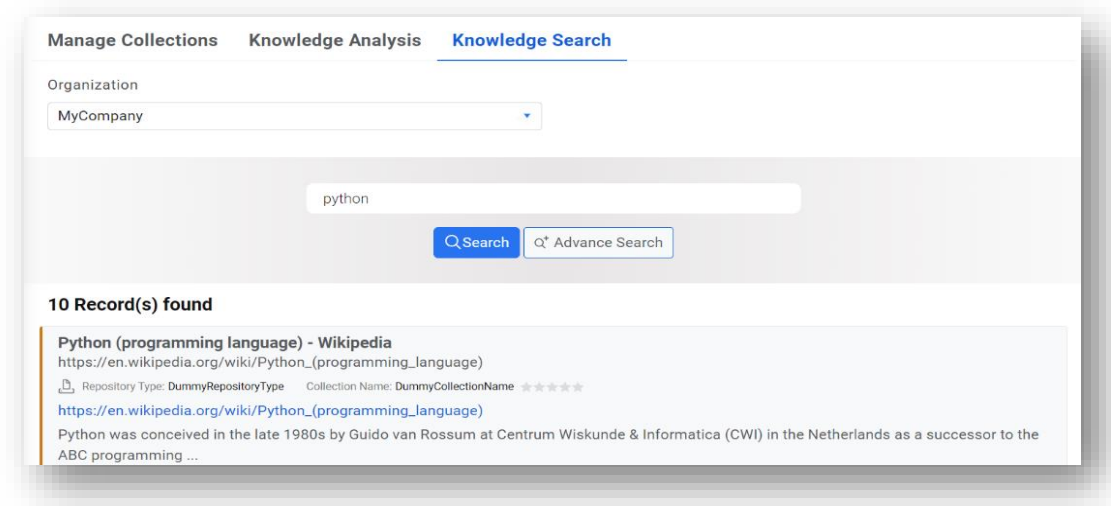 Manage Collections Knowledge Analysis Knowledge Search
Organization
MyCompany
python
Search Advance Search
10 Record(s) found
Python (programming language) - Wikipedia
https://en.wikipedia.org/wiki/Python_(programming_language)
Repository Type: DummyRepositoryType Collection Name: DummyCollectionName
https://en.wikipedia.org/wiki/Python_(programming_language)
Python was conceived in the late 1980s by Guido van Rossum at Centrum Wiskunde & Informatica (CWI) in the Netherlands as a successor to the
ABC programming ...